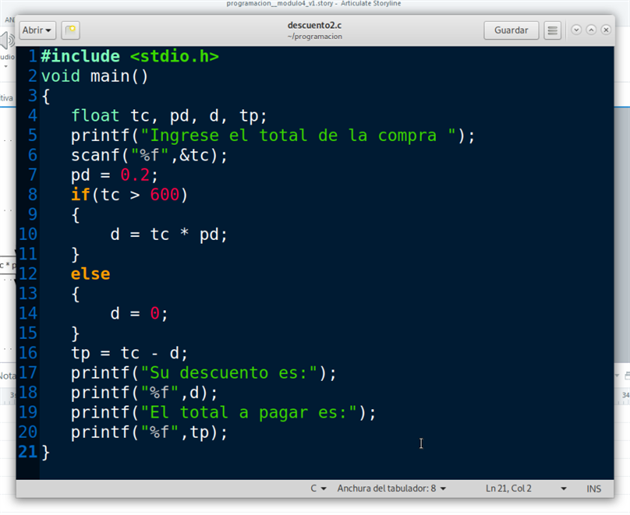 programacion__modulo4_v1.story - Articulate Storyline
Abrir
descuento2.c
~/programacion
Guardar
1 #include <stdio.h>
2 void main()
3 {
4 float tc, pd, d, tp;
5 printf("Ingrese el total de la compra ");
6 scanf("%f",&tc);
7 pd = 0.2;
8 if(tc > 600)
9 {
10 d = tc * pd;
11 }
12 else
13 {
14 d = 0;
15 }
16 tp = tc - d;
17 printf("Su descuento es:");
18 printf("%f",d);
19 printf("El total a pagar es:");
20 printf("%f",tp);
21 }
C
Anchura del tabulador: 8
Ln 21, Col 2
INS